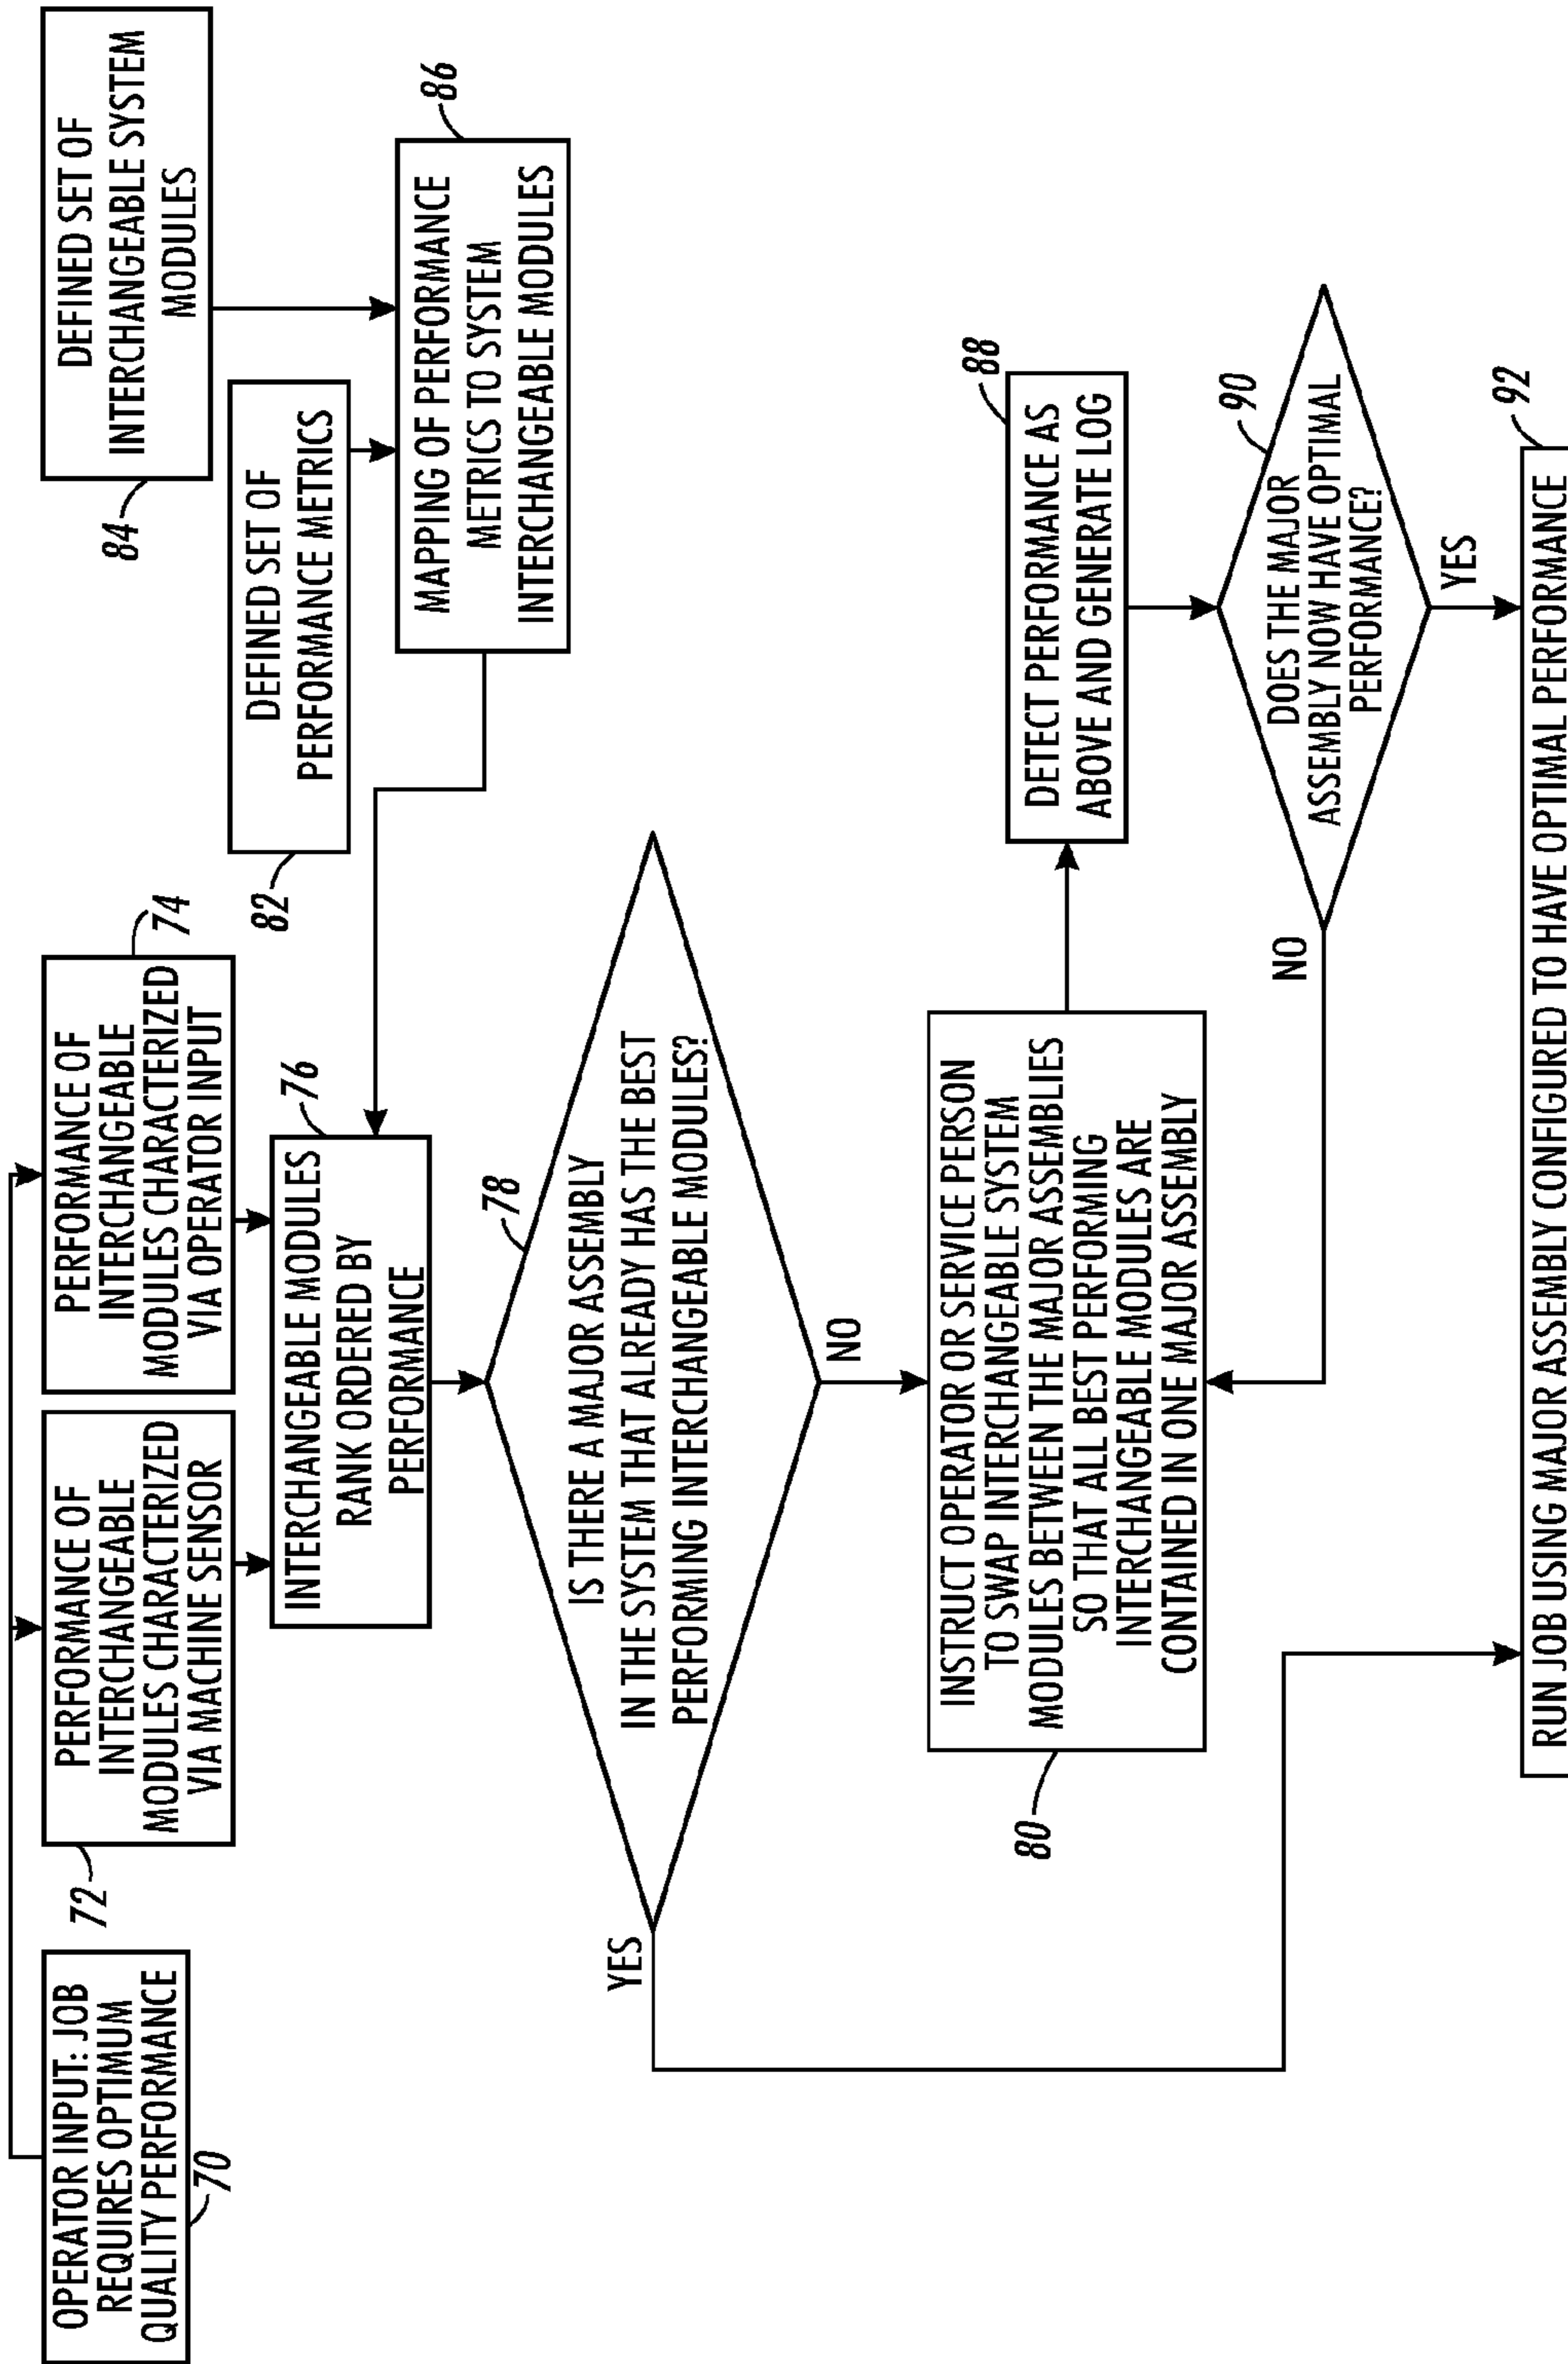 OPERATOR INPUT: JOB
REQUIRES OPTIMUM
QUALITY PERFORMANCE
70
PERFORMANCE OF
INTERCHANGEABLE
MODULES CHARACTERIZED
VIA MACHINE SENSOR
72
PERFORMANCE OF
INTERCHANGEABLE
MODULES CHARACTERIZED
VIA OPERATOR INPUT
74
DEFINED SET OF
INTERCHANGEABLE SYSTEM
MODULES
84
DEFINED SET OF
PERFORMANCE METRICS
82
MAPPING OF PERFORMANCE
METRICS TO SYSTEM
INTERCHANGEABLE MODULES
86
INTERCHANGEABLE MODULES
RANK ORDERED BY
PERFORMANCE
76
IS THERE A MAJOR ASSEMBLY
IN THE SYSTEM THAT ALREADY HAS THE BEST
PERFORMING INTERCHANGEABLE MODULES?
78
YES
NO
INSTRUCT OPERATOR OR SERVICE PERSON
TO SWAP INTERCHANGEABLE SYSTEM
MODULES BETWEEN THE MAJOR ASSEMBLIES
SO THAT ALL BEST PERFORMING
INTERCHANGEABLE MODULES ARE
CONTAINED IN ONE MAJOR ASSEMBLY
80
DETECT PERFORMANCE AS
ABOVE AND GENERATE LOG
88
DOES THE MAJOR
ASSEMBLY NOW HAVE OPTIMAL
PERFORMANCE?
90
NO
YES
RUN JOB USING MAJOR ASSEMBLY CONFIGURED TO HAVE OPTIMAL PERFORMANCE
92